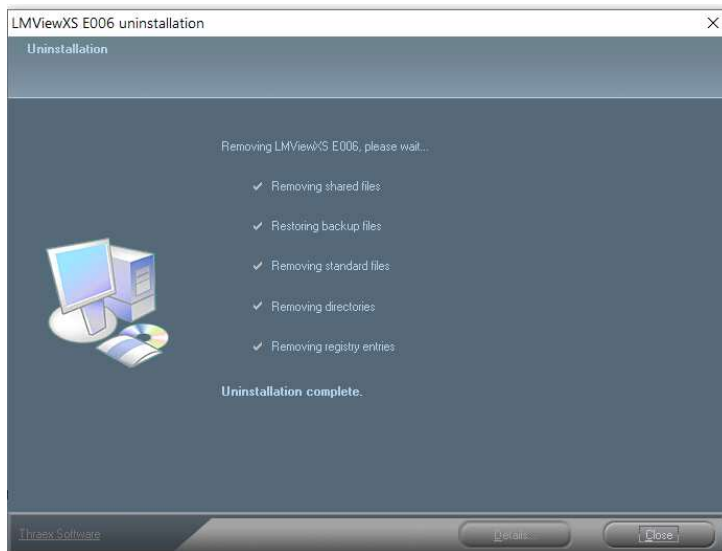 LMViewXS E006 uninstallation
Uninstallation
Removing LMViewXS E006, please wait...
Removing shared files
Restoring backup files
Removing standard files
Removing directories
Removing registry entries
Uninstallation complete.
Thraex Software
Details...
Close